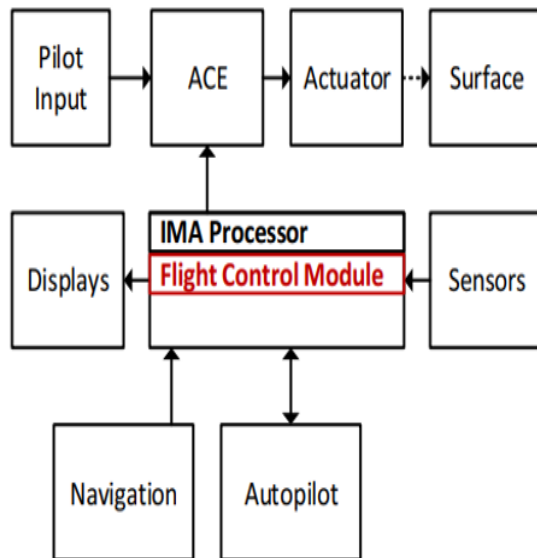 Pilot
Input
ACE
Actuator
Surface
IMA Processor
Flight Control Module
Displays
Sensors
Navigation
Autopilot